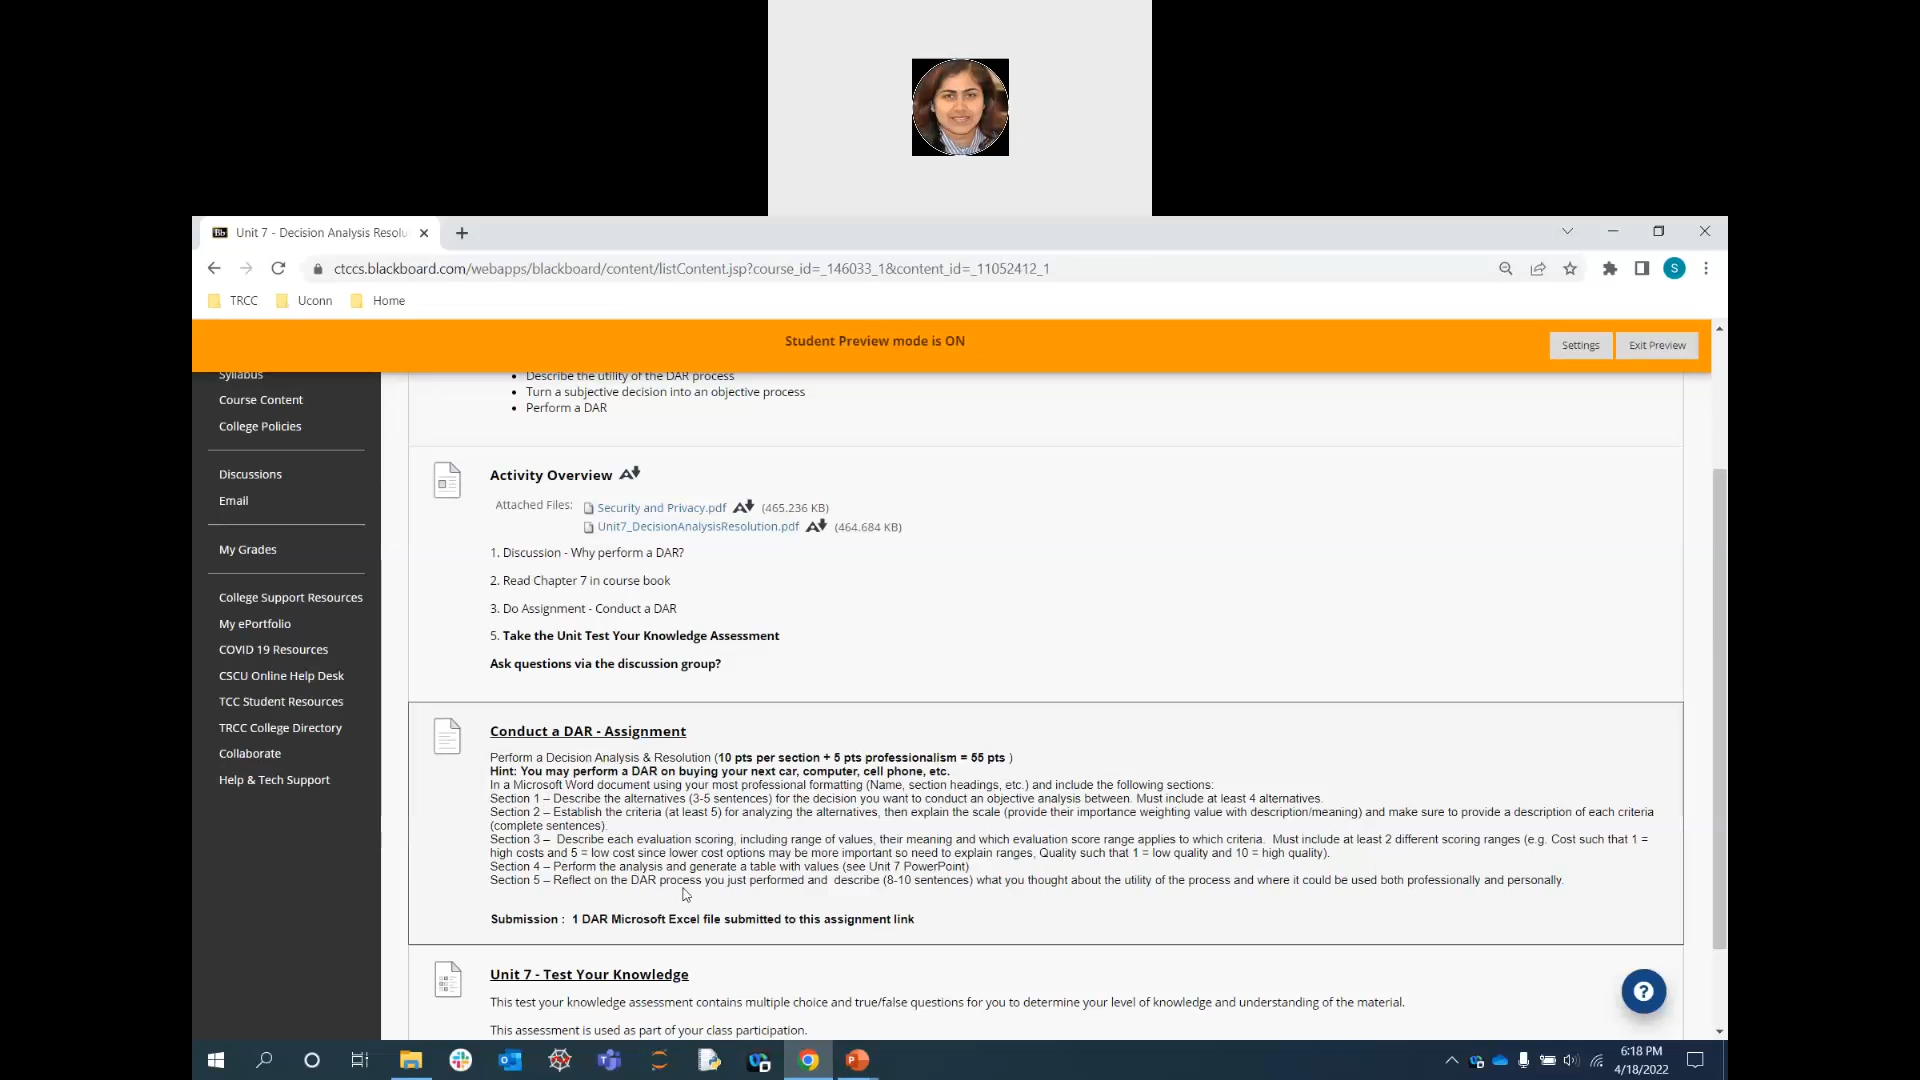 Unit 7 - Decision Analysis Resolu
ctccs.blackboard.com/webapps/blackboard/content/listContent.jsp?course_id=_146033_1&content_id=_11052412_1
S
TRCC
Uconn
Home
Student Preview mode is ON
Settings
Exit Preview
Syllabus
Course Content
College Policies
Discussions
Email
My Grades
College Support Resources
My ePortfolio
COVID 19 Resources
CSCU Online Help Desk
TCC Student Resources
TRCC College Directory
Collaborate
Help & Tech Support
Describe the utility of the DAR process
Turn a subjective decision into an objective process
Perform a DAR
Activity Overview
Attached Files: Security and Privacy.pdf (465.236 KB)
Unit7_DecisionAnalysisResolution.pdf (464.684 KB)
1. Discussion - Why perform a DAR?
2. Read Chapter 7 in course book
3. Do Assignment - Conduct a DAR
5. Take the Unit Test Your Knowledge Assessment
Ask questions via the discussion group?
Conduct a DAR - Assignment
Perform a Decision Analysis & Resolution (10 pts per section + 5 pts professionalism = 55 pts )
Hint: You may perform a DAR on buying your next car, computer, cell phone, etc.
In a Microsoft Word document using your most professional formatting (Name, section headings, etc.) and include the following sections:
Section 1 – Describe the alternatives (3-5 sentences) for the decision you want to conduct an objective analysis between. Must include at least 4 alternatives.
Section 2 – Establish the criteria (at least 5) for analyzing the alternatives, then explain the scale (provide their importance weighting value with description/meaning) and make sure to provide a description of each criteria
(complete sentences).
Section 3 – Describe each evaluation scoring, including range of values, their meaning and which evaluation score range applies to which criteria. Must include at least 2 different scoring ranges (e.g. Cost such that 1 =
high costs and 5 = low cost since lower cost options may be more important so need to explain ranges, Quality such that 1 = low quality and 10 = high quality).
Section 4 – Perform the analysis and generate a table with values (see Unit 7 PowerPoint)
Section 5 – Reflect on the DAR process you just performed and describe (8-10 sentences) what you thought about the utility of the process and where it could be used both professionally and personally.
Submission : 1 DAR Microsoft Excel file submitted to this assignment link
Unit 7 - Test Your Knowledge
This test your knowledge assessment contains multiple choice and true/false questions for you to determine your level of knowledge and understanding of the material.
This assessment is used as part of your class participation.
6:18 PM
4/18/2022